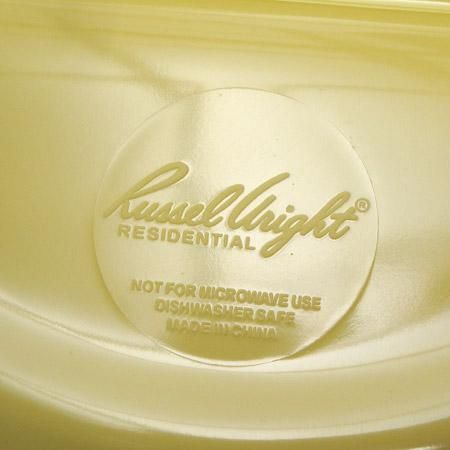 Russel Wright®
RESIDENTIAL
NOT FOR MICROWAVE USE
DISHWASHER SAFE
MADE IN CHINA